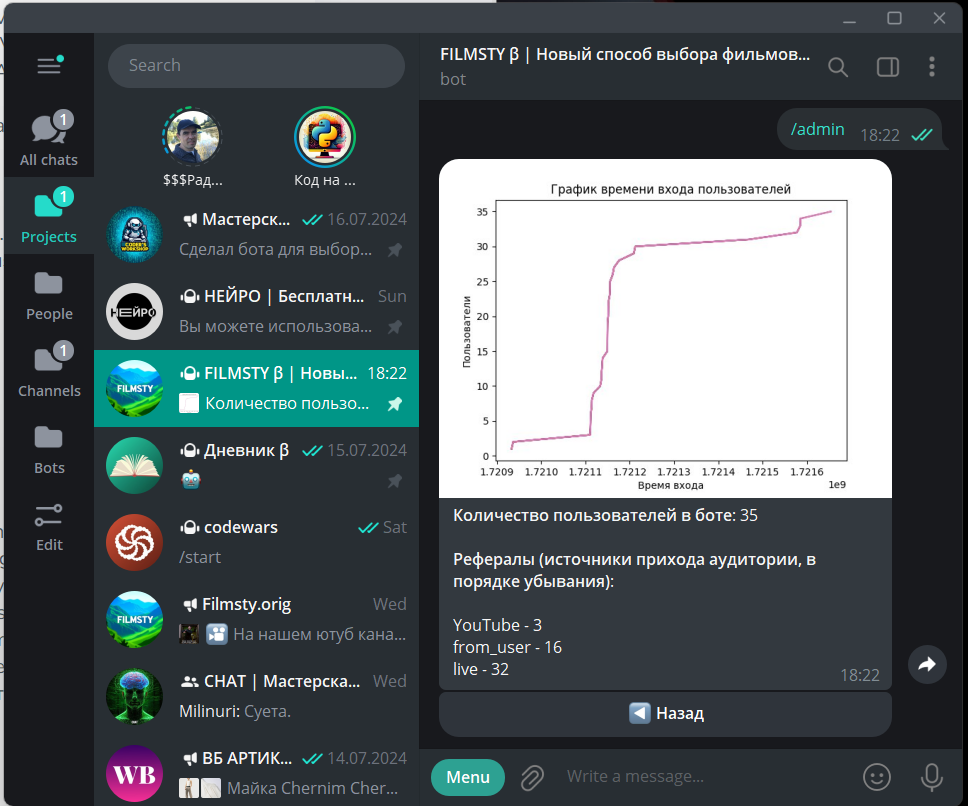 Search
$$$Рад...
Код на ...
1
All chats
1
Projects
People
1
Channels
Bots
Edit
CODER'S WORKSHOP
Мастерск... 16.07.2024
Сделал бота для выбор...
НЕЙРО
НЕЙРО | Бесплатн... Sun
Вы можете использова...
FILMSTY
FILMSTY β | Новы... 18:22
Количество пользо...
Дневник β 15.07.2024
codewars Sat
/start
FILMSTY
Filmsty.orig Wed
На нашем ютуб кана...
CHAT | Мастерска... Wed
Milinuri: Суета.
WB
ВБ АРТИК... 14.07.2024
Майка Chernim Cher...
FILMSTY β | Новый способ выбора фильмов...
bot
/admin 18:22
График времени входа пользователей
Пользователи
35
30
25
20
15
10
5
0
1.7209 1.7210 1.7211 1.7212 1.7213 1.7214 1.7215 1.7216
Время входа
1e9
Количество пользователей в боте: 35
Рефералы (источники прихода аудитории, в
порядке убывания):
YouTube - 3
from_user - 16
live - 32
18:22
Назад
Menu
Write a message...